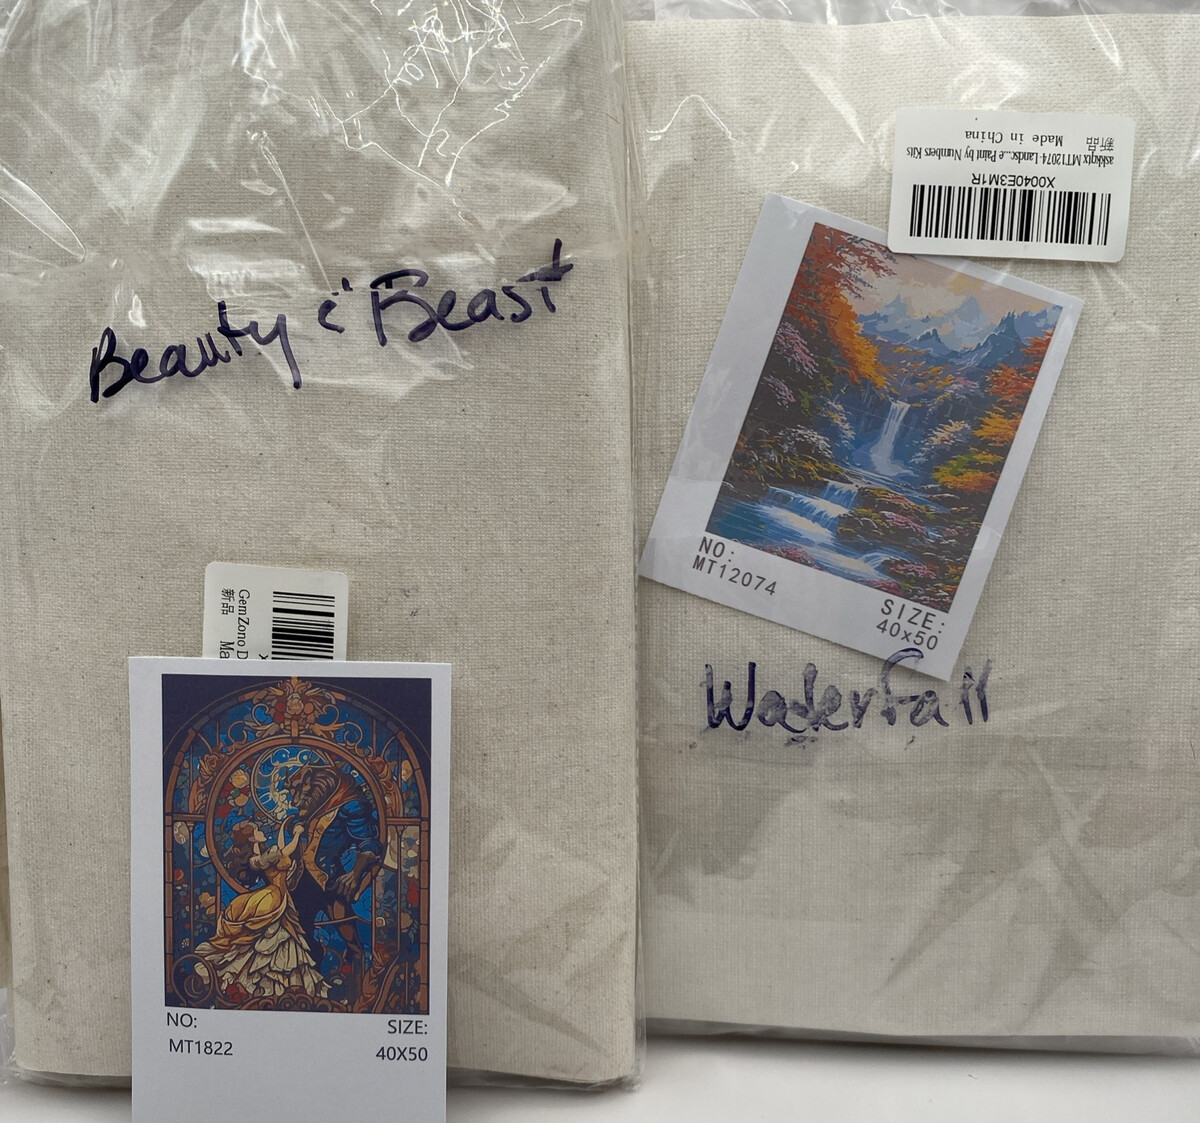 Beauty & Beast
GemZono D
新品
Ma
NO:
MT1822
SIZE:
40X50
askkqtx MT12074-Landsc...e Paint by Numbers Kits
新品
Made in China
X0040E3M1R
NO:
MT12074
SIZE:
40x50
Waterfall